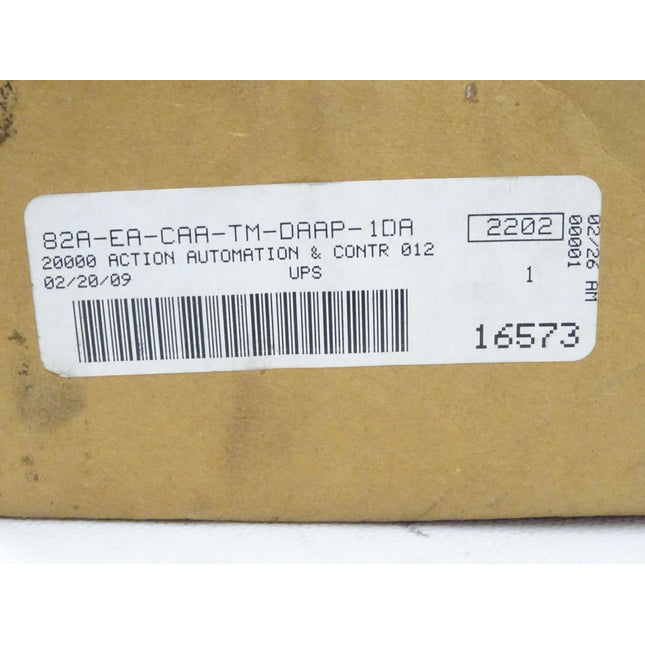 82A-EA-CAA-TM-DAAP-1DA
2202
20000 ACTION AUTOMATION & CONTR 012
02/20/09
UPS
1
16573
02/26 AM
00001